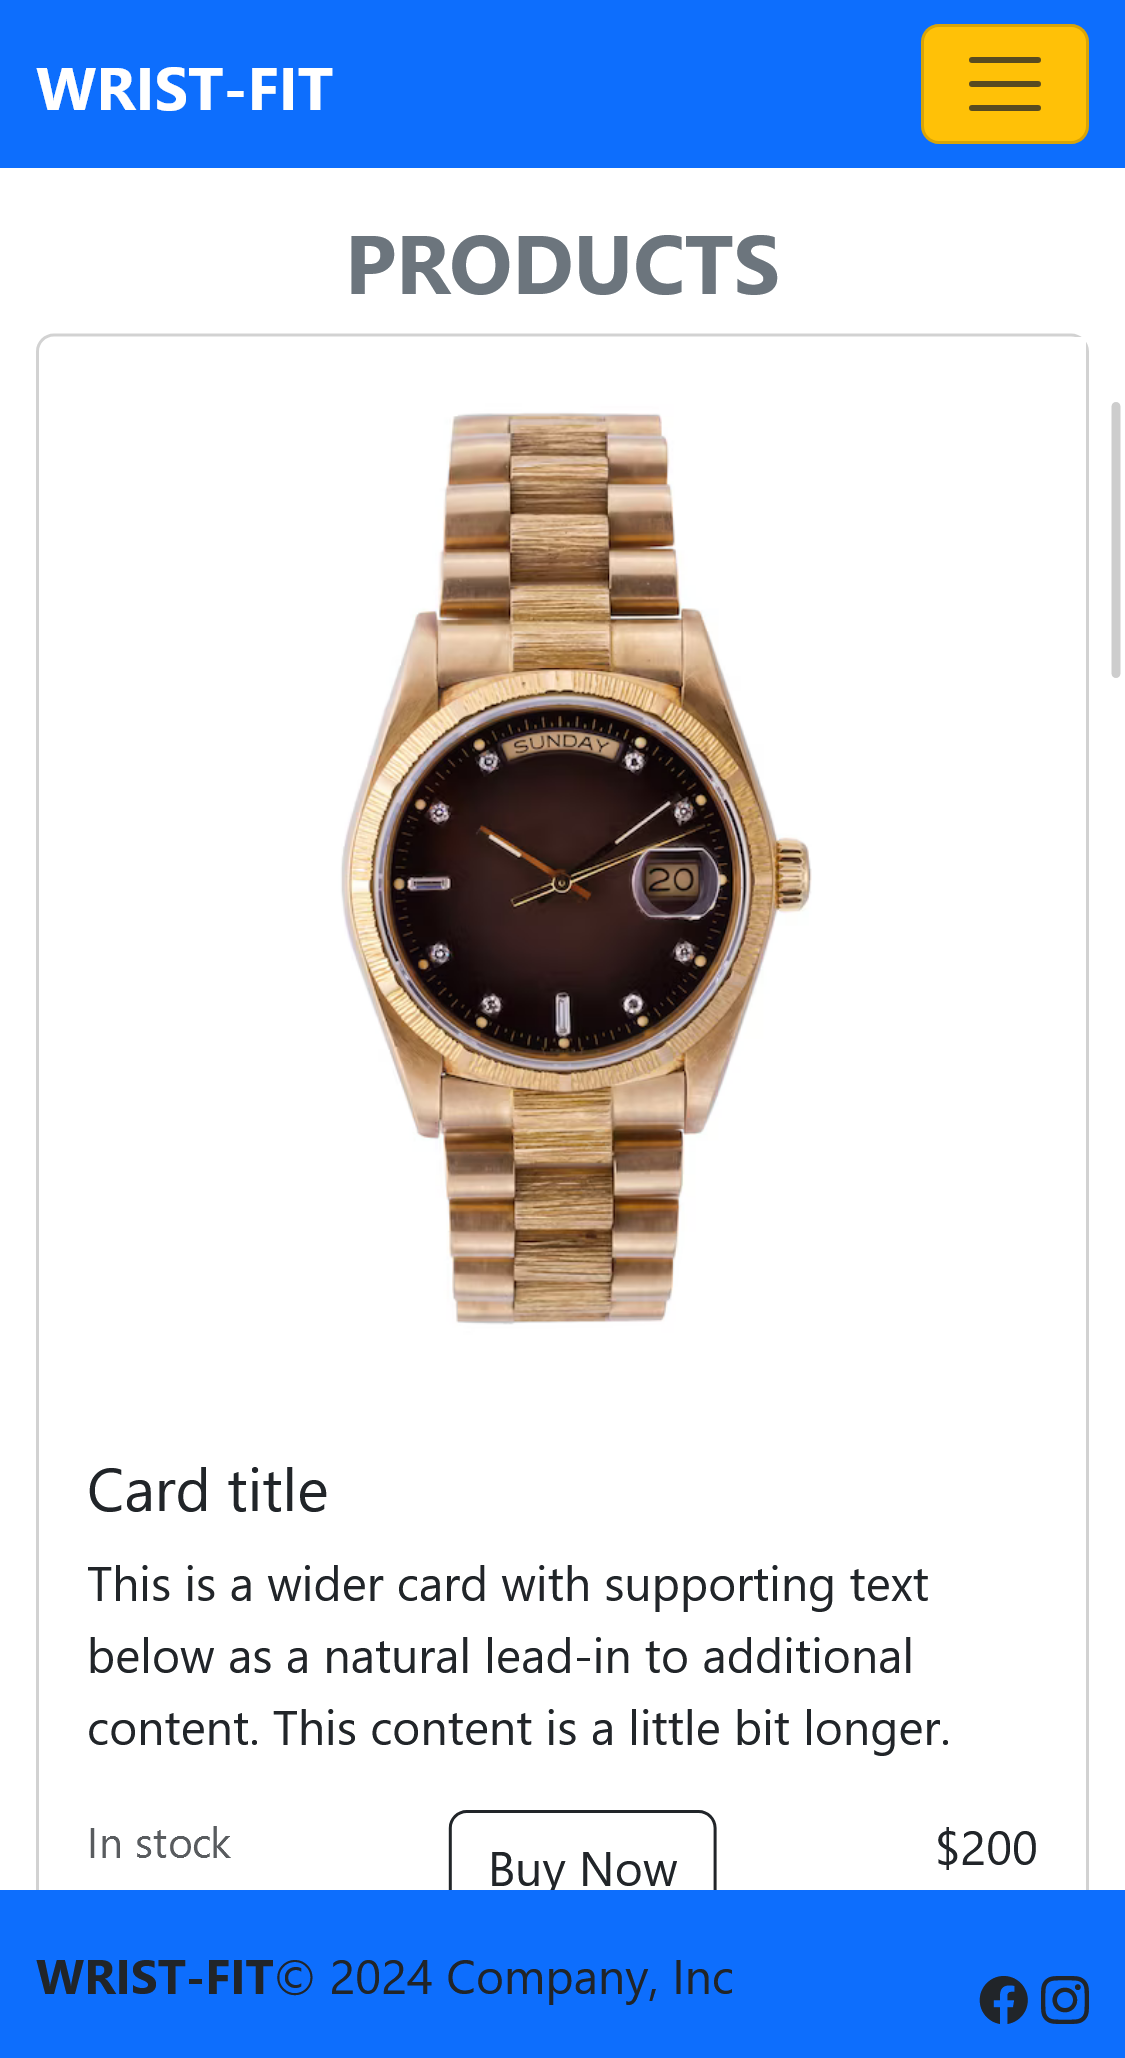 WRIST-FIT
PRODUCTS
SUNDAY
20
Card title
This is a wider card with supporting text
below as a natural lead-in to additional
content. This content is a little bit longer.
In stock
Buy Now
$200
WRIST-FIT© 2024 Company, Inc